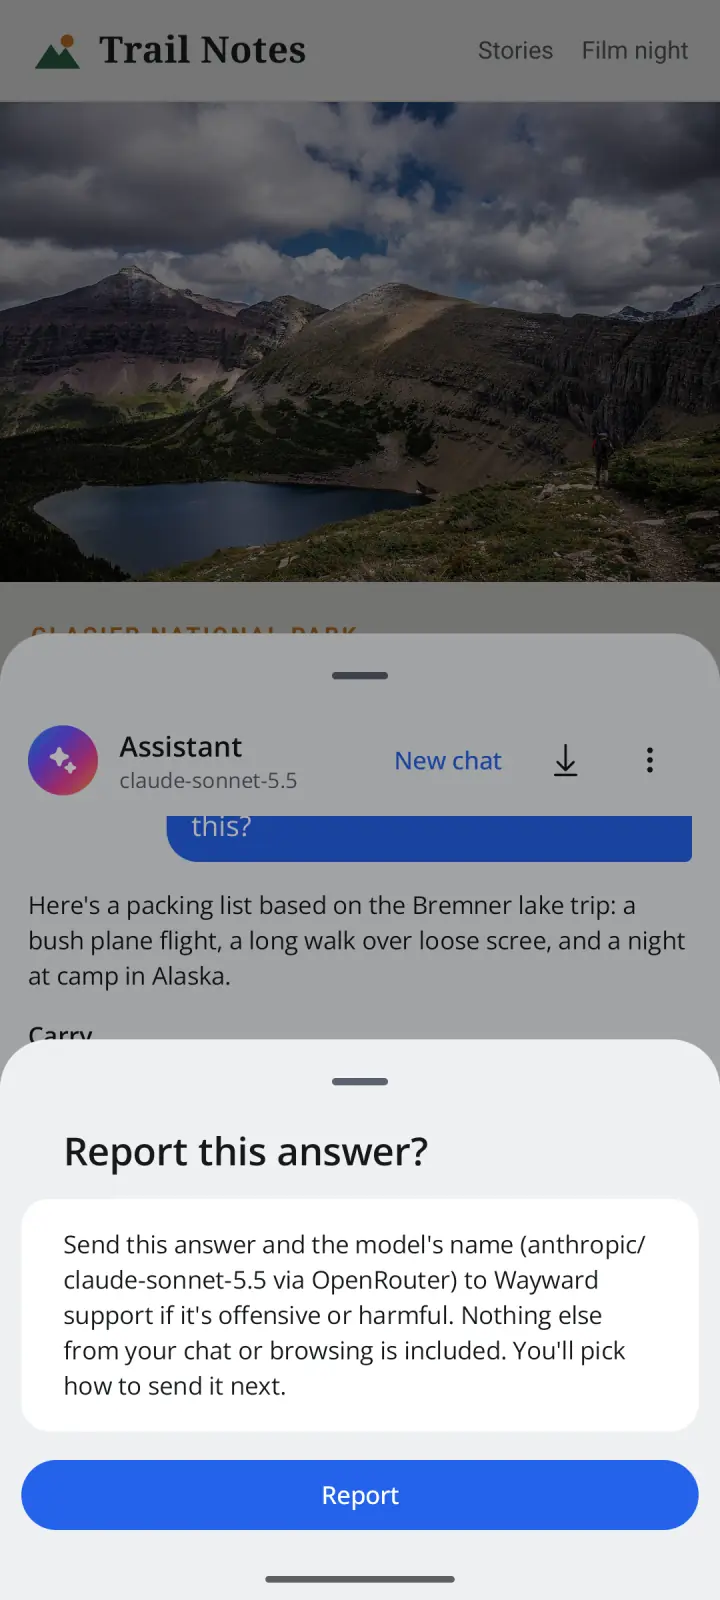 Trail Notes
Stories
Film night
GLACIER NATIONAL PARK
Assistant
claude-sonnet-5.5
New chat
this?
Here's a packing list based on the Bremner lake trip: a
bush plane flight, a long walk over loose scree, and a night
at camp in Alaska.
Carry
Report this answer?
Send this answer and the model's name (anthropic/
claude-sonnet-5.5 via OpenRouter) to Wayward
support if it's offensive or harmful. Nothing else
from your chat or browsing is included. You'll pick
how to send it next.
Report